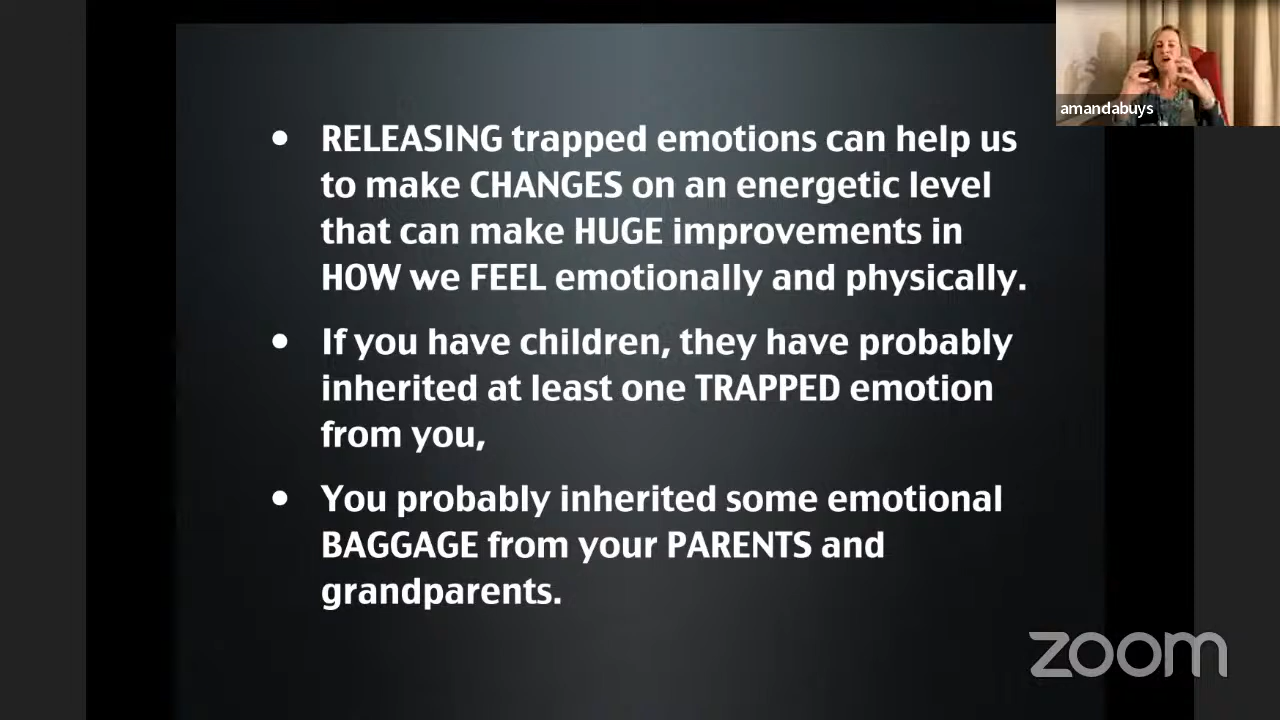 amandabuys
• RELEASING trapped emotions can help us
to make CHANGES on an energetic level
that can make HUGE improvements in
HOW we FEEL emotionally and physically.
• If you have children, they have probably
inherited at least one TRAPPED emotion
from you,
• You probably inherited some emotional
BAGGAGE from your PARENTS and
grandparents.
zoom